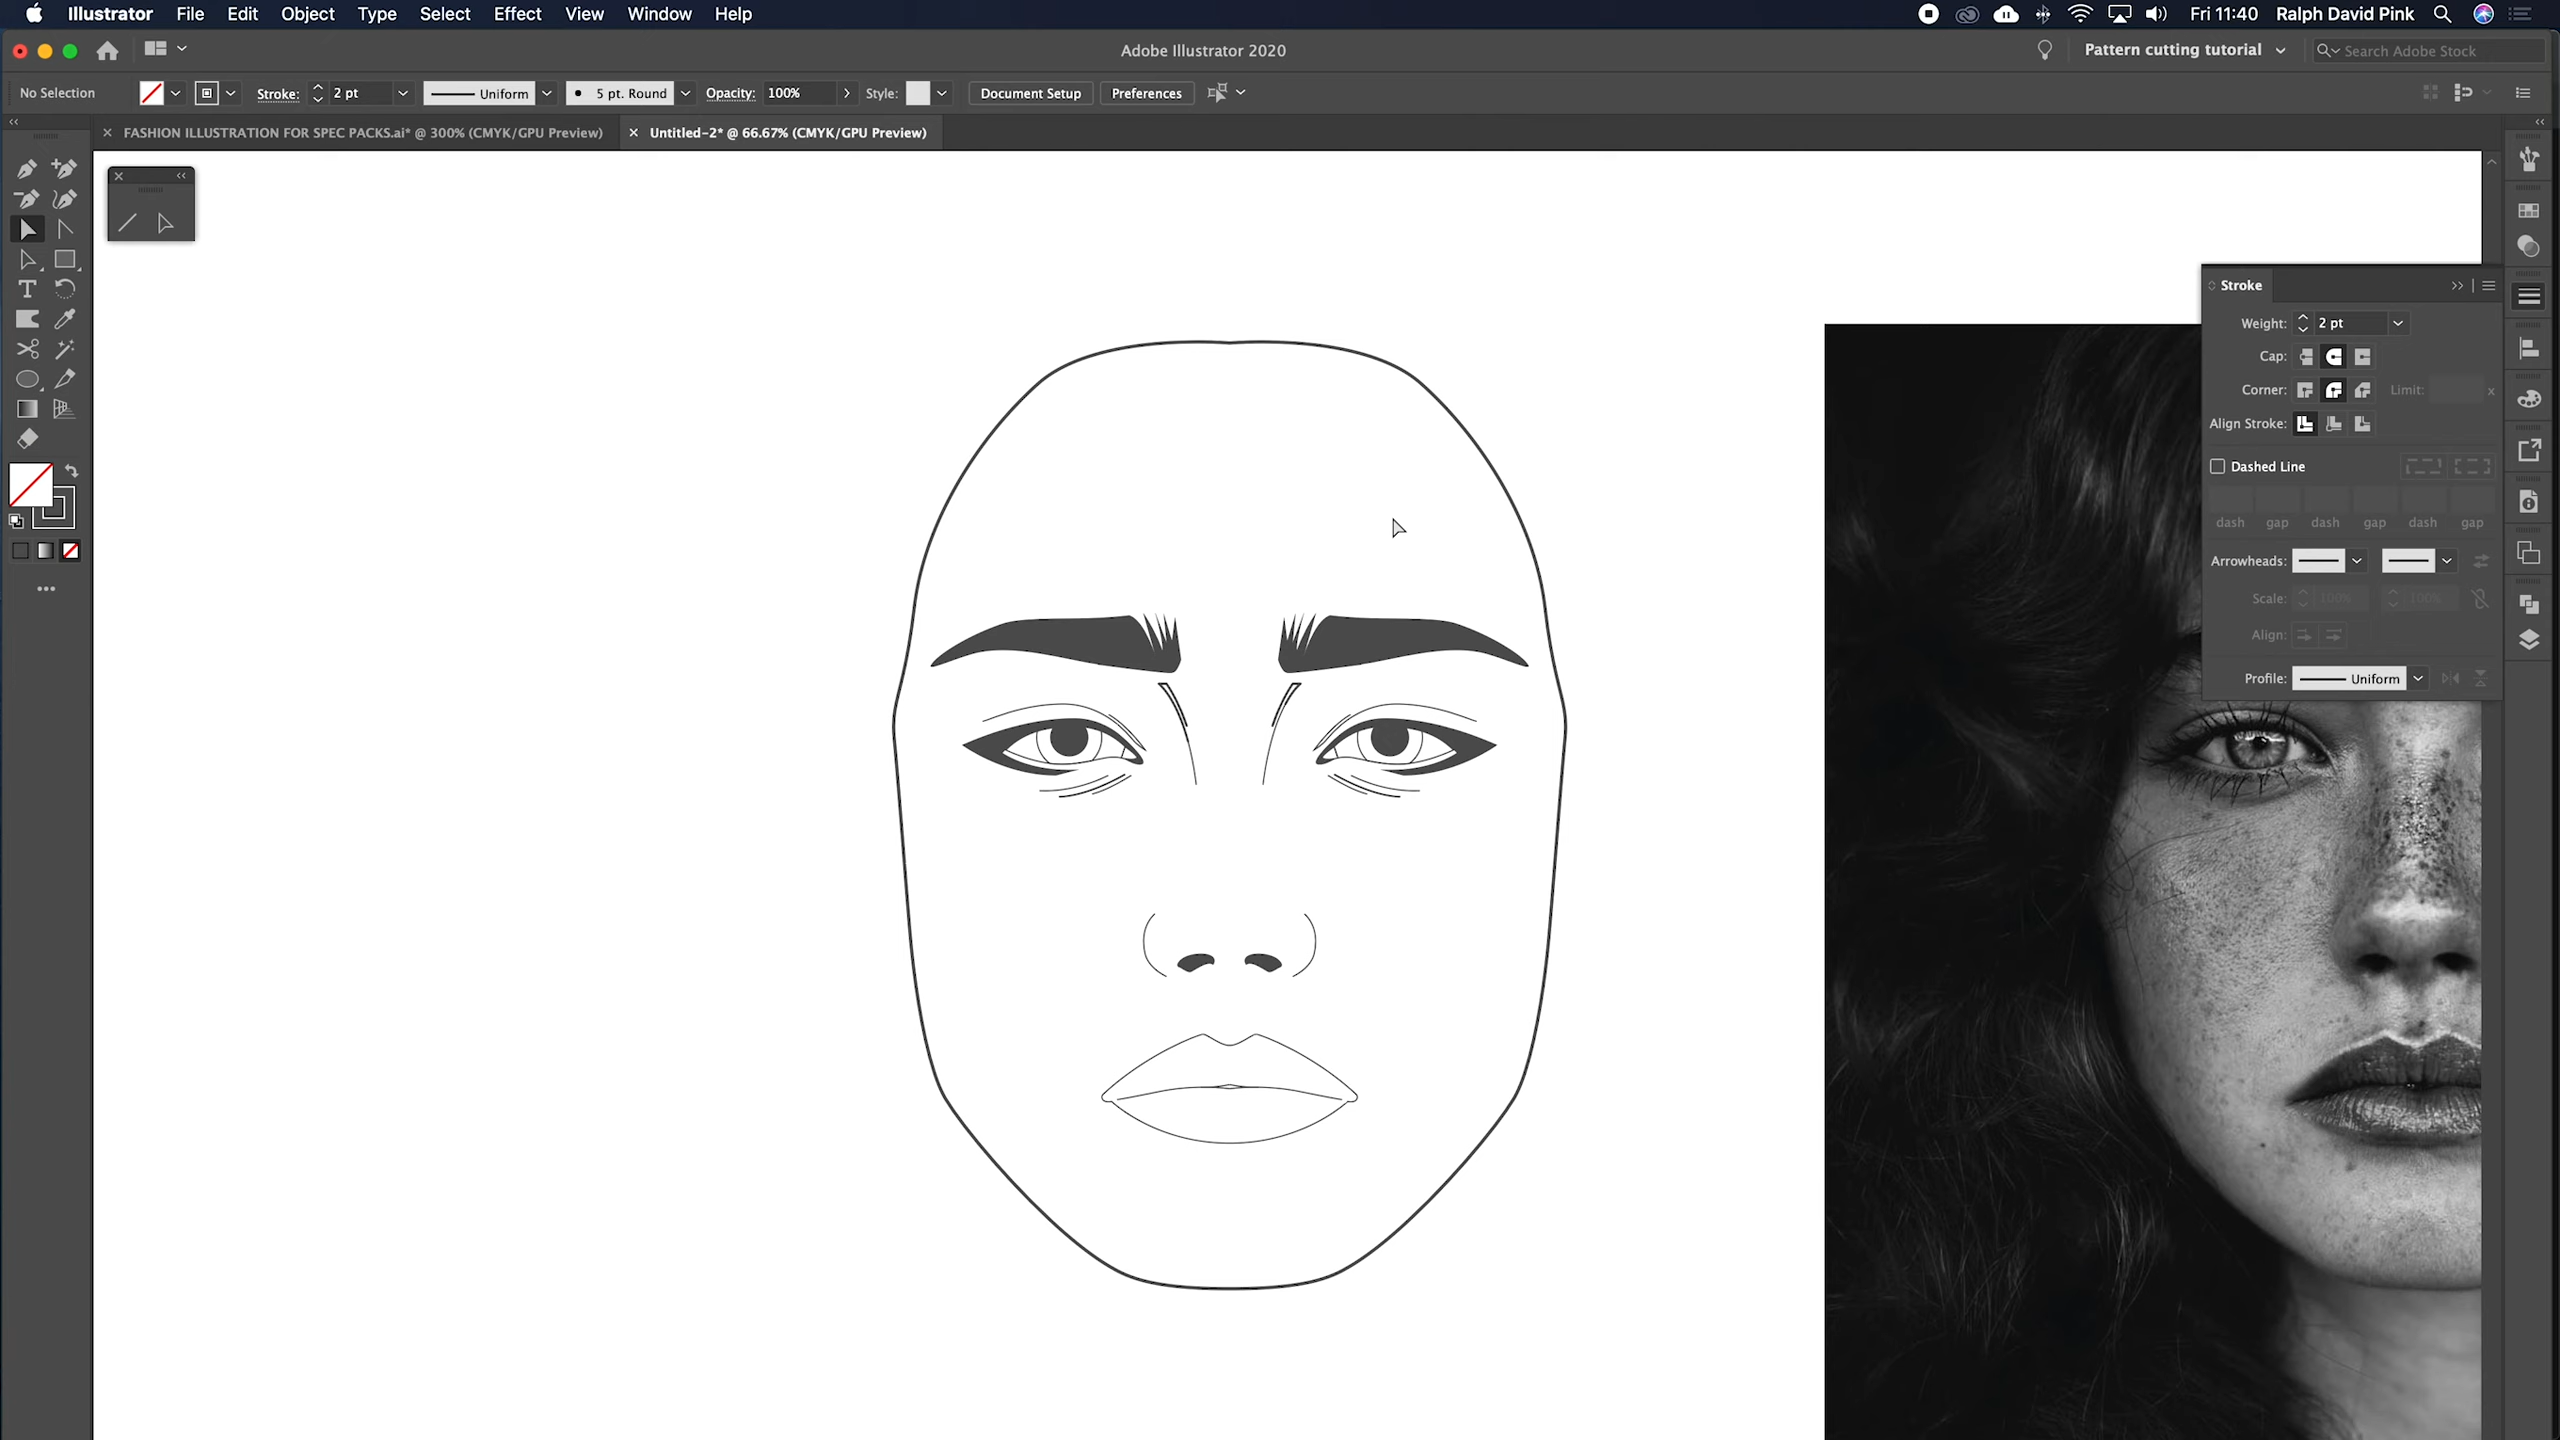 Illustrator File Edit Object Type Select Effect View Window Help Fri 11:40 Ralph David Pink
Adobe Illustrator 2020 Pattern cutting tutorial Search Adobe Stock
No Selection Stroke: 2 pt Uniform 5 pt. Round Opacity: 100% Style: Document Setup Preferences
FASHION ILLUSTRATION FOR SPEC PACKS.ai* @ 300% (CMYK/GPU Preview) Untitled-2* @ 66.67% (CMYK/GPU Preview)
Stroke
Weight: 2 pt
Cap:
Corner: Limit: x
Align Stroke:
Dashed Line
dash gap dash gap dash gap
Arrowheads:
Scale: 100% 100%
Align:
Profile: Uniform